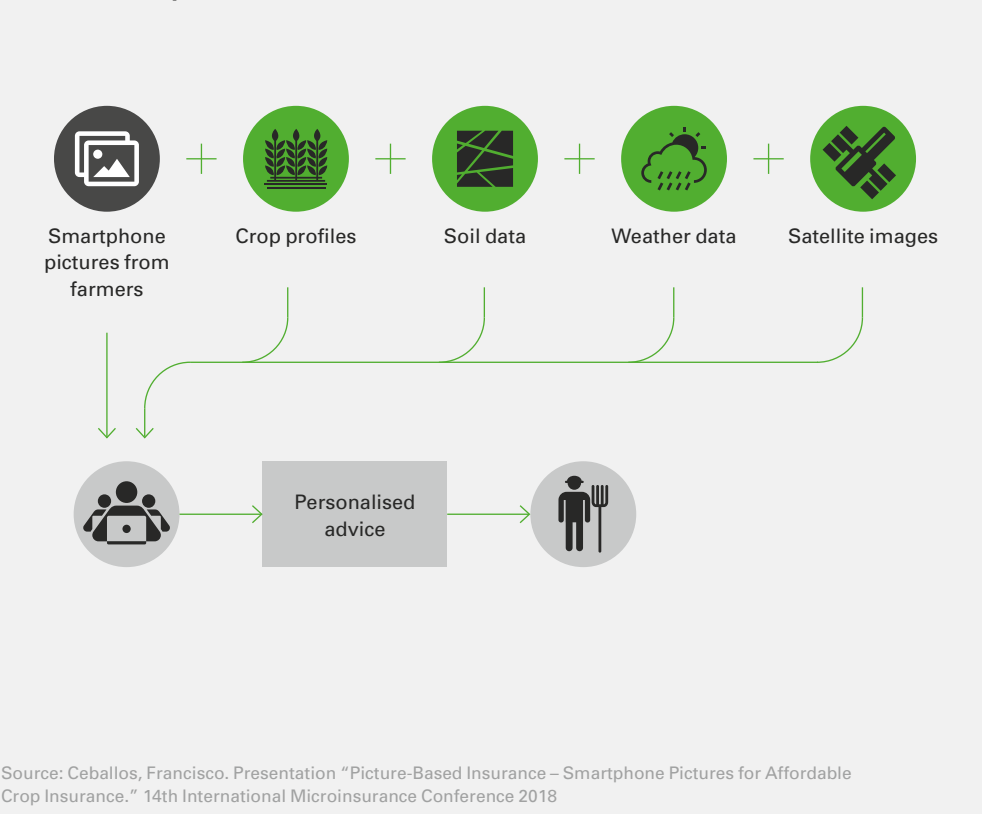 Smartphone
pictures from
farmers
Crop profiles
Soil data
Weather data
Satellite images
Personalised
advice
Source: Ceballos, Francisco. Presentation “Picture-Based Insurance – Smartphone Pictures for Affordable
Crop Insurance.” 14th International Microinsurance Conference 2018